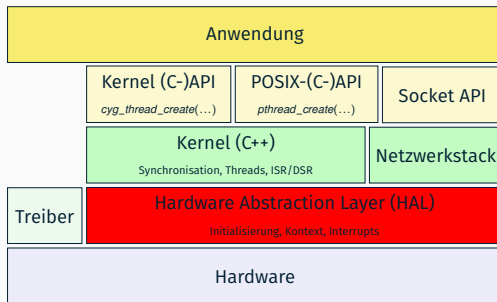 Anwendung
Kernel (C-)API
cyg_thread_create(...)
POSIX-(C-)API
pthread_create(...)
Socket API
Kernel (C++)
Synchronisation, Threads, ISR/DSR
Netzwerkstack
Treiber
Hardware Abstraction Layer (HAL)
Initialisierung, Kontext, Interrupts
Hardware